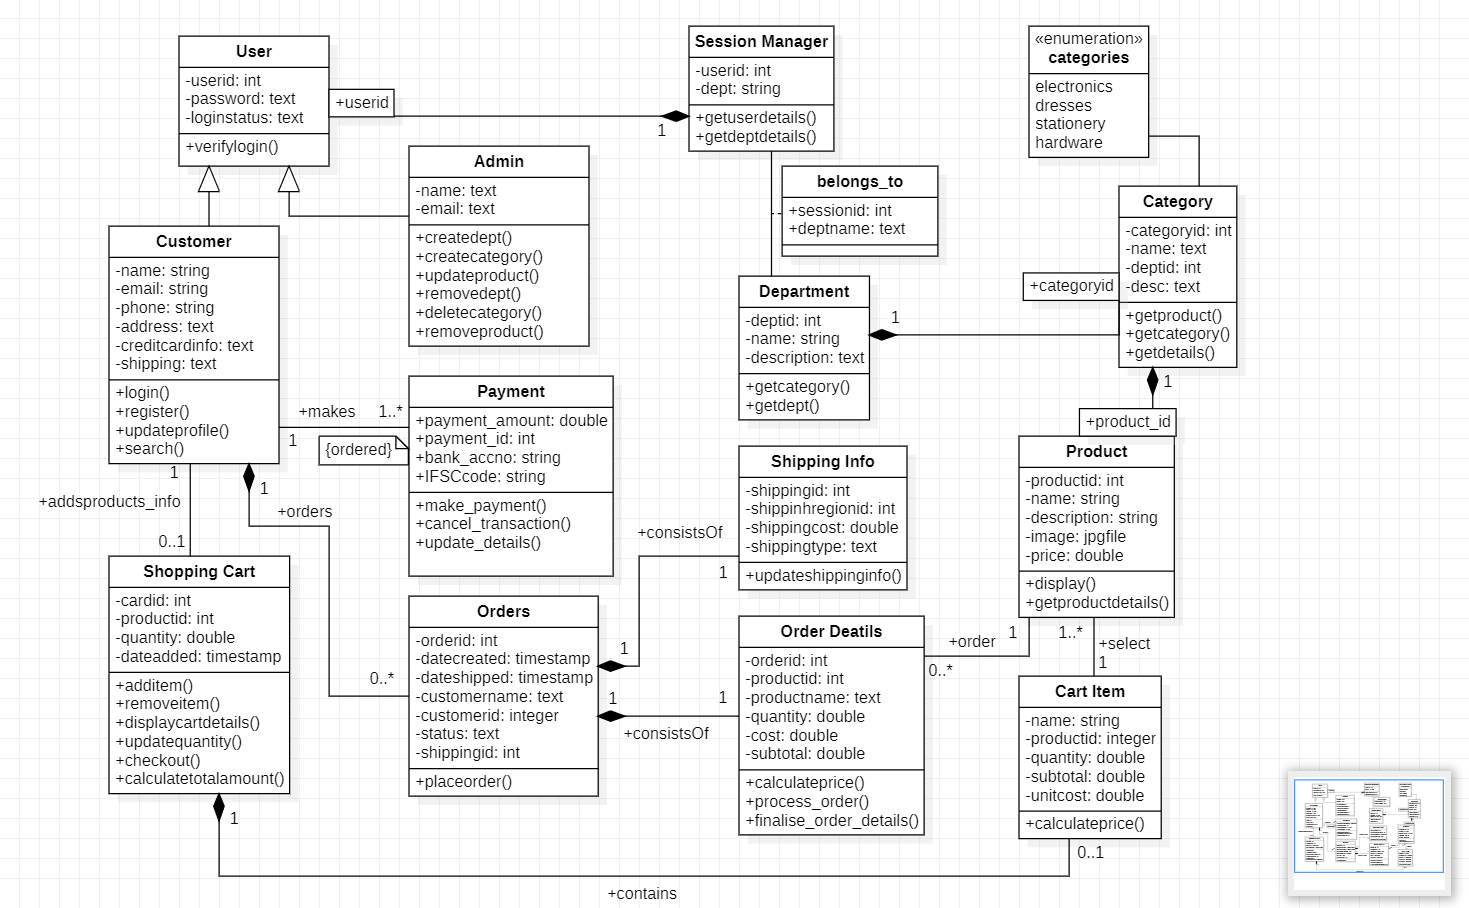 User
-userid: int
-password: text
-loginstatus: text
+verifylogin()
+userid
1
Session Manager
-userid: int
-dept: string
+getuserdetails()
+getdeptdetails()
«enumeration»
categories
electronics
dresses
stationery
hardware
Admin
-name: text
-email: text
+createdept()
+createcategory()
+updateproduct()
+removedept()
+deletecategory()
+removeproduct()
belongs_to
+sessionid: int
+deptname: text
Category
-categoryid: int
-name: text
-deptid: int
-desc: text
+getproduct()
+getcategory()
+getdetails()
+categoryid
1
1
Customer
-name: string
-email: string
-phone: string
-address: text
-creditcardinfo: text
-shipping: text
+login()
+register()
+updateprofile()
+search()
Department
-deptid: int
-name: string
-description: text
+getcategory()
+getdept()
+makes
1..*
1
{ordered}
Payment
+payment_amount: double
+payment_id: int
+bank_accno: string
+IFSCcode: string
+make_payment()
+cancel_transaction()
+update_details()
+product_id
Product
-productid: int
-name: string
-description: string
-image: jpgfile
-price: double
+display()
+getproductdetails()
1
+addsproducts_info
0..1
1
+orders
0..*
Shipping Info
-shippingid: int
-shippinhregionid: int
-shippingcost: double
-shippingtype: text
+updateshippinginfo()
+consistsOf
1
1
Shopping Cart
-cardid: int
-productid: int
-quantity: double
-dateadded: timestamp
+additem()
+removeitem()
+displaycartdetails()
+updatequantity()
+checkout()
+calculatetotalamount()
Orders
-orderid: int
-datecreated: timestamp
-dateshipped: timestamp
-customername: text
-customerid: integer
-status: text
-shippingid: int
+placeorder()
1
1
+consistsOf
Order Deatils
-orderid: int
-productid: int
-productname: text
-quantity: double
-cost: double
-subtotal: double
+calculateprice()
+process_order()
+finalise_order_details()
+order
1
0..*
1..*
+select
1
Cart Item
-name: string
-productid: integer
-quantity: double
-subtotal: double
-unitcost: double
+calculateprice()
1
0..1
+contains